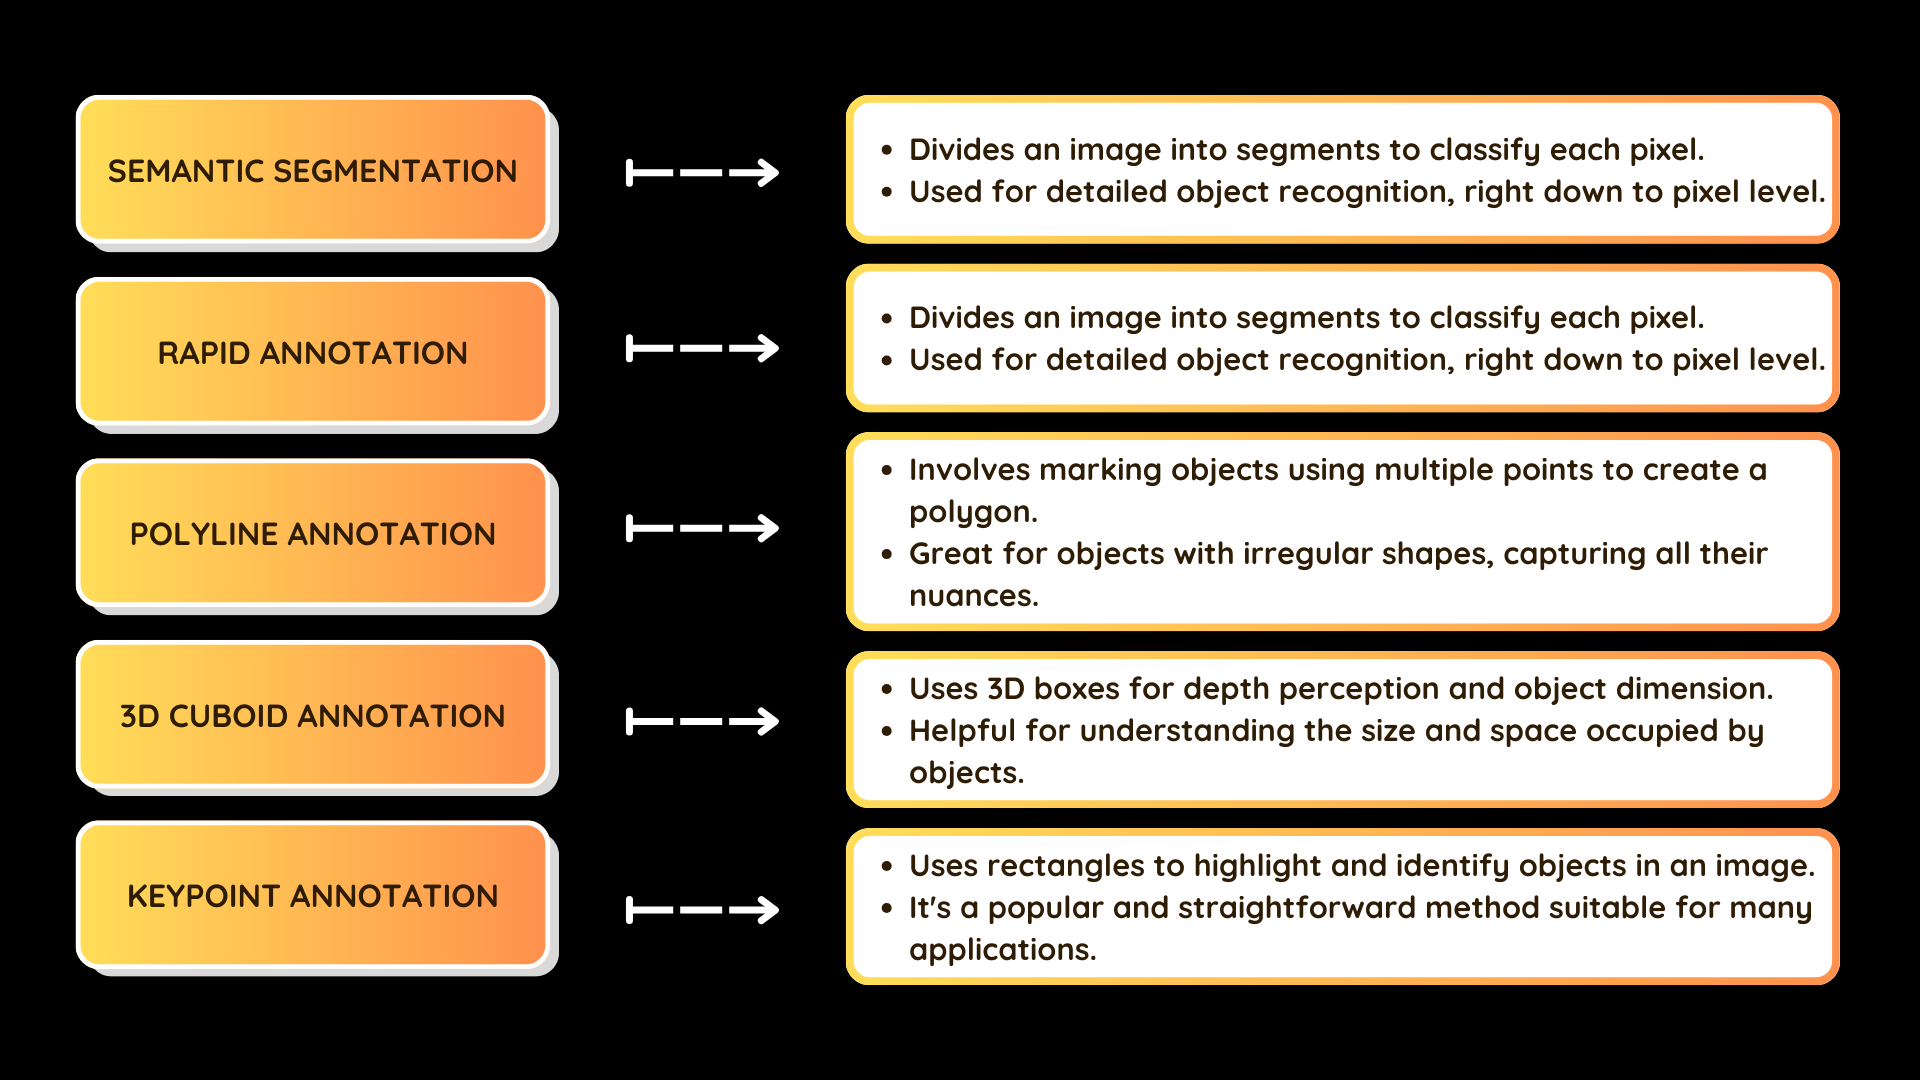 SEMANTIC SEGMENTATION
• Divides an image into segments to classify each pixel.
• Used for detailed object recognition, right down to pixel level.
RAPID ANNOTATION
• Divides an image into segments to classify each pixel.
• Used for detailed object recognition, right down to pixel level.
POLYLINE ANNOTATION
• Involves marking objects using multiple points to create a
polygon.
• Great for objects with irregular shapes, capturing all their
nuances.
3D CUBOID ANNOTATION
• Uses 3D boxes for depth perception and object dimension.
• Helpful for understanding the size and space occupied by
objects.
KEYPOINT ANNOTATION
• Uses rectangles to highlight and identify objects in an image.
• It's a popular and straightforward method suitable for many
applications.